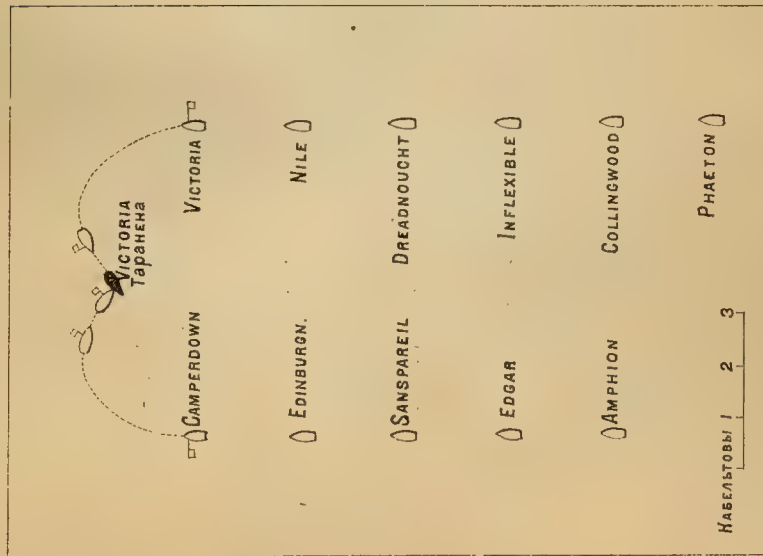 VICTORIA
Таранена
CAMPERDOWN
VICTORIA
EDINBURGN.
NILE
SANSPAREIL
DREADNOUCHT
EDGAR
INFLEXIBLE
AMPHION
COLLINGWOOD
PHAETON
КАБЕЛЬТОВЫ 1 2 3